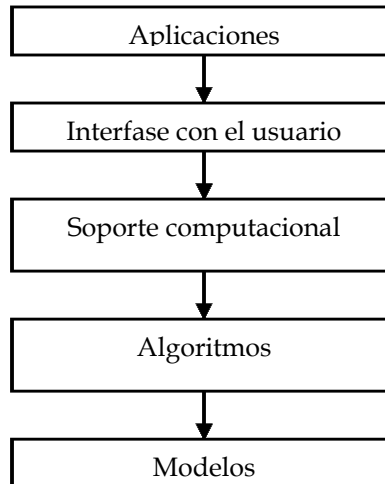 Aplicaciones
Interfase con el usuario
Soporte computacional
Algoritmos
Modelos